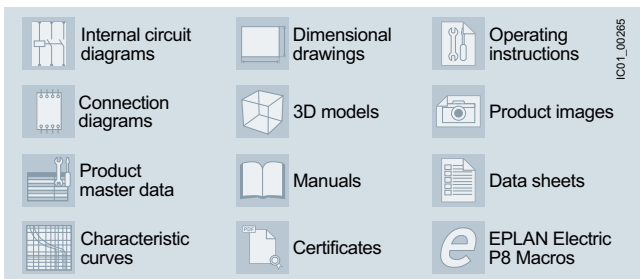 Internal circuit
diagrams
Dimensional
drawings
Operating
instructions
IC01_00265
Connection
diagrams
3D models
Product images
Product
master data
Manuals
Data sheets
Characteristic
curves
PDF
Certificates
e
EPLAN Electric
P8 Macros